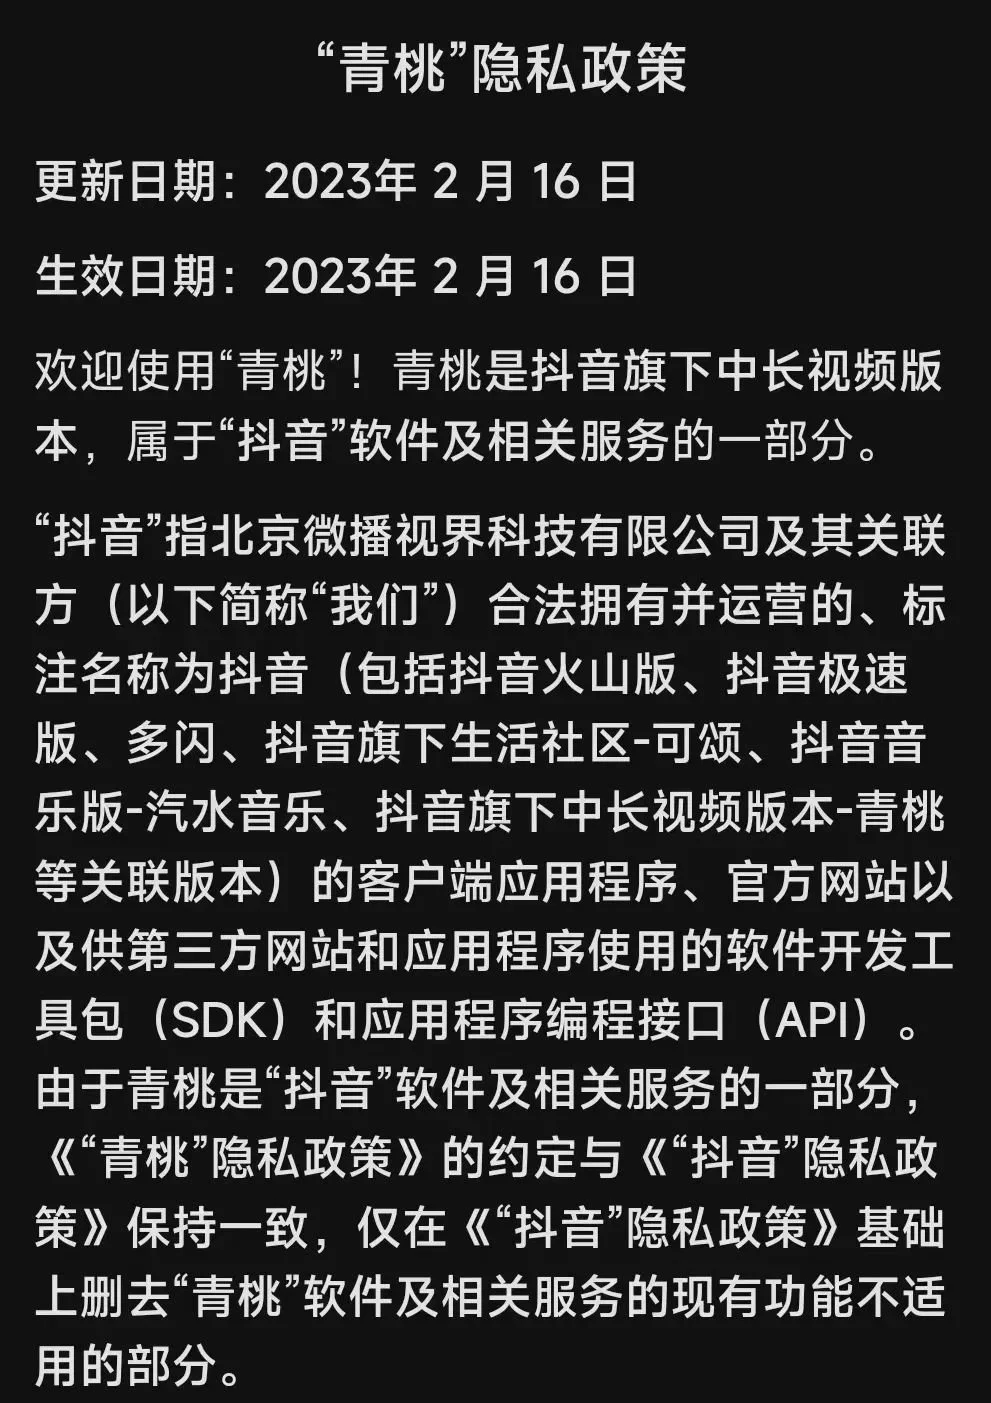 “青桃”隐私政策
更新日期：2023年 2 月 16 日
生效日期：2023年 2 月 16 日
欢迎使用“青桃”！青桃是抖音旗下中长视频版
本，属于“抖音”软件及相关服务的一部分。
“抖音”指北京微播视界科技有限公司及其关联
方（以下简称“我们”）合法拥有并运营的、标
注名称为抖音（包括抖音火山版、抖音极速
版、多闪、抖音旗下生活社区-可颂、抖音音
乐版-汽水音乐、抖音旗下中长视频版本-青桃
等关联版本）的客户端应用程序、官方网站以
及供第三方网站和应用程序使用的软件开发工
具包（SDK）和应用程序编程接口（API）。
由于青桃是“抖音”软件及相关服务的一部分，
《“青桃”隐私政策》的约定与《“抖音”隐私政
策》保持一致，仅在《“抖音”隐私政策》基础
上删去“青桃”软件及相关服务的现有功能不适
用的部分。